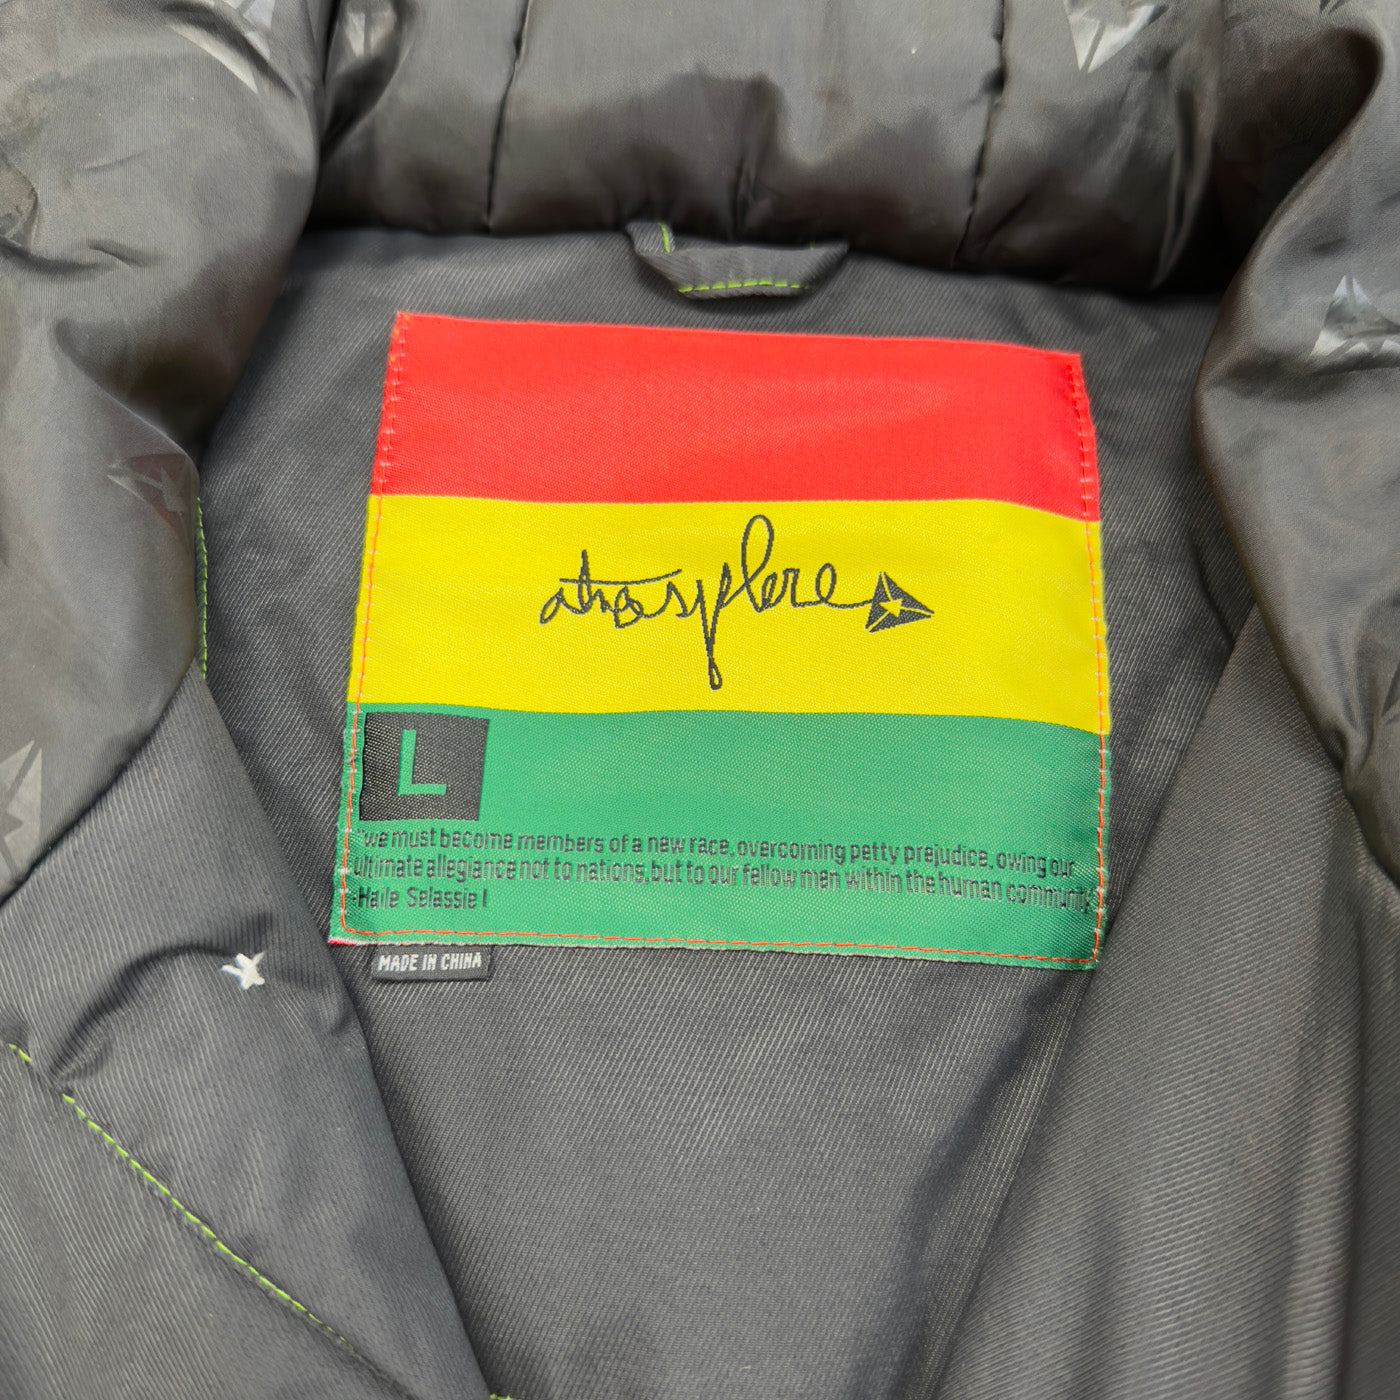 atmosphere
L
"we must become members of a new race, overcoming petty prejudice, owing our
ultimate allegiance not to nations, but to our fellow men within the human community"
-Haile Selassie I
MADE IN CHINA